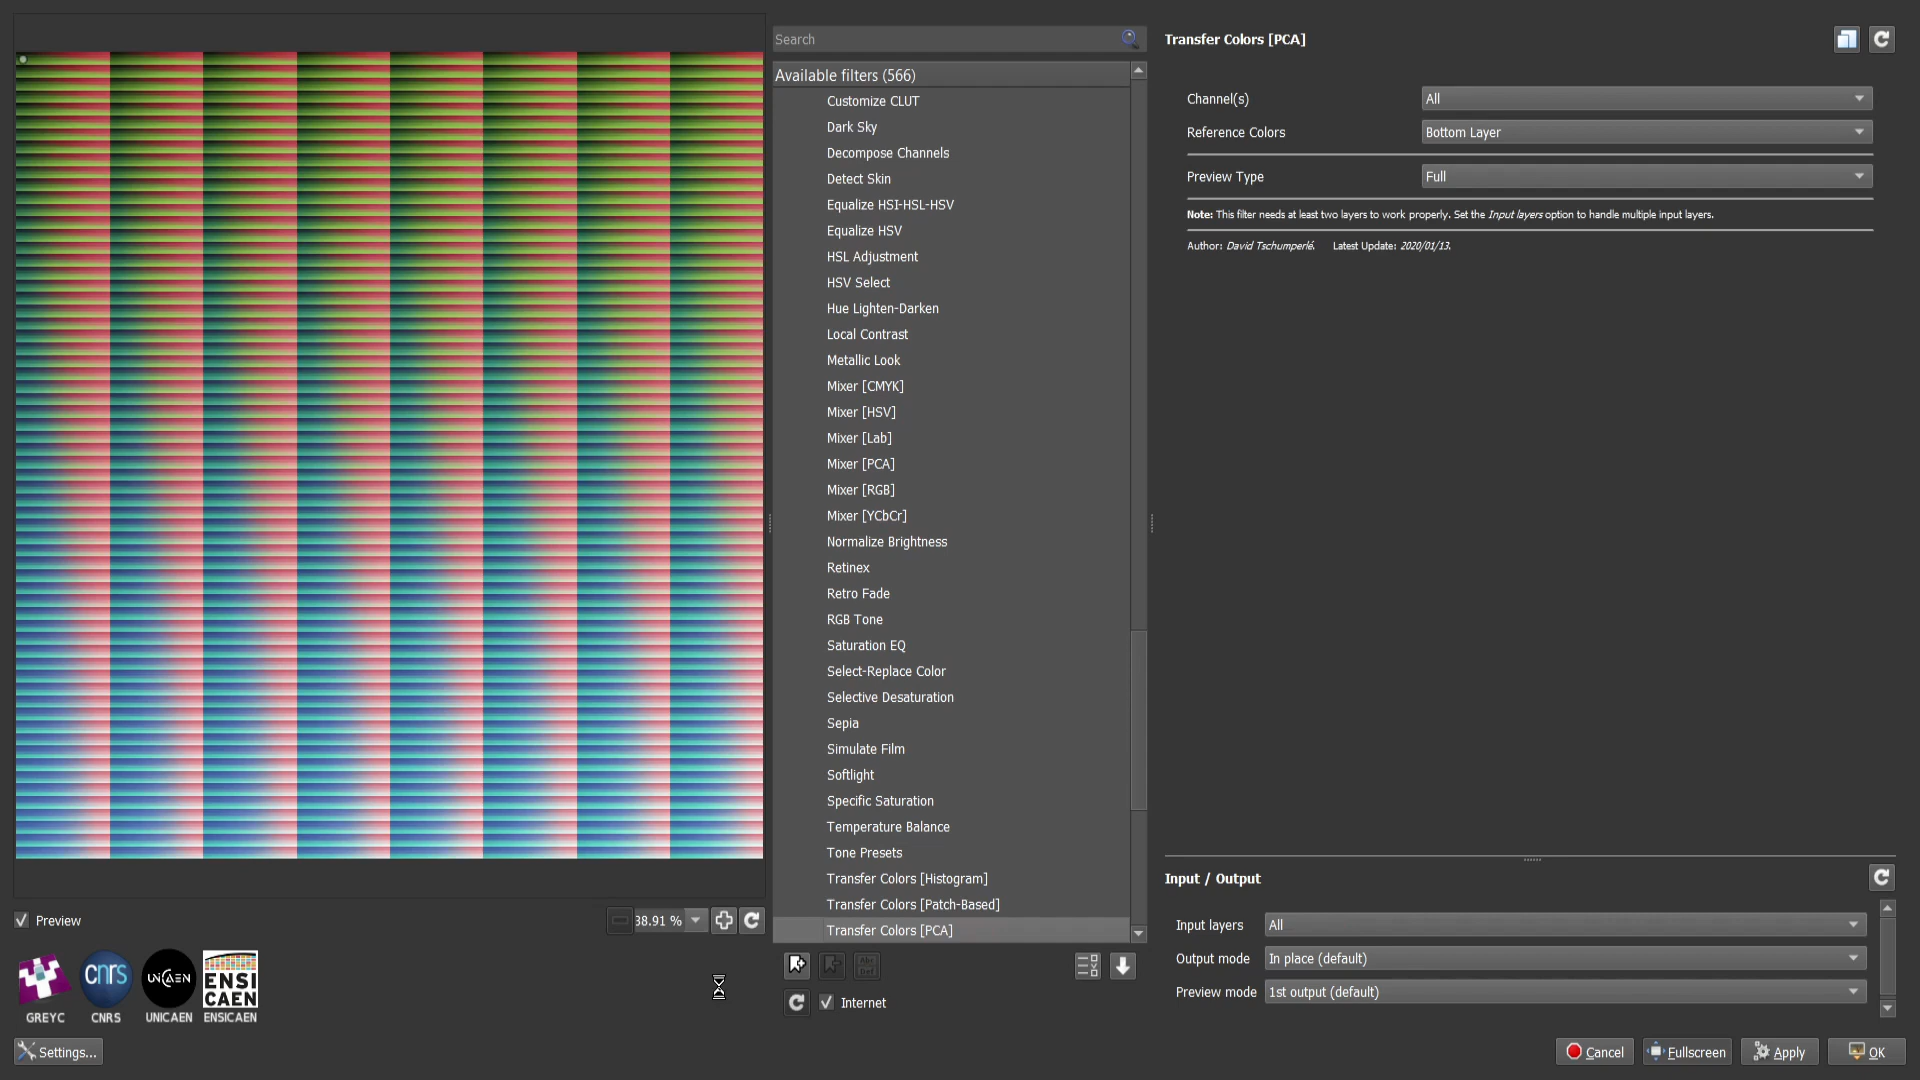 Search
Available filters (566)
Customize CLUT
Dark Sky
Decompose Channels
Detect Skin
Equalize HSI-HSL-HSV
Equalize HSV
HSL Adjustment
HSV Select
Hue Lighten-Darken
Local Contrast
Metallic Look
Mixer [CMYK]
Mixer [HSV]
Mixer [Lab]
Mixer [PCA]
Mixer [RGB]
Mixer [YCbCr]
Normalize Brightness
Retinex
Retro Fade
RGB Tone
Saturation EQ
Select-Replace Color
Selective Desaturation
Sepia
Simulate Film
Softlight
Specific Saturation
Temperature Balance
Tone Presets
Transfer Colors [Histogram]
Transfer Colors [Patch-Based]
Transfer Colors [PCA]
Internet
Transfer Colors [PCA]
Channel(s) All
Reference Colors Bottom Layer
Preview Type Full
Note: This filter needs at least two layers to work properly. Set the Input layers option to handle multiple input layers.
Author: David Tschumperlé. Latest Update: 2020/01/13.
Input / Output
Input layers All
Output mode In place (default)
Preview mode 1st output (default)
Preview
38.91 %
cnrs
UNICAEN
ENSI
CAEN
GREYC CNRS UNICAEN ENSICAEN
Settings...
Cancel Fullscreen Apply OK